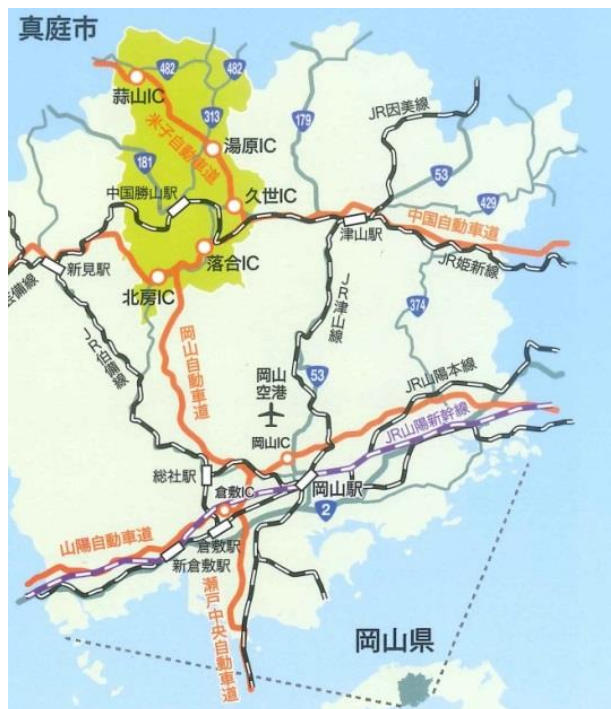 真庭市
482
482
蒜山IC
313
179
JR因美線
米子自動車道
湯原IC
181
53
中国勝山駅
久世IC
429
津山駅
中国自動車道
落合IC
新見駅
JR姫新線
北房IC
JR津山線
374
JR伯備線
岡山自動車道
岡山
空港
53
JR山陽本線
岡山IC
JR山陽新幹線
総社駅
倉敷IC
岡山駅
2
山陽自動車道
倉敷駅
新倉敷駅
瀬戸中央自動車道
岡山県